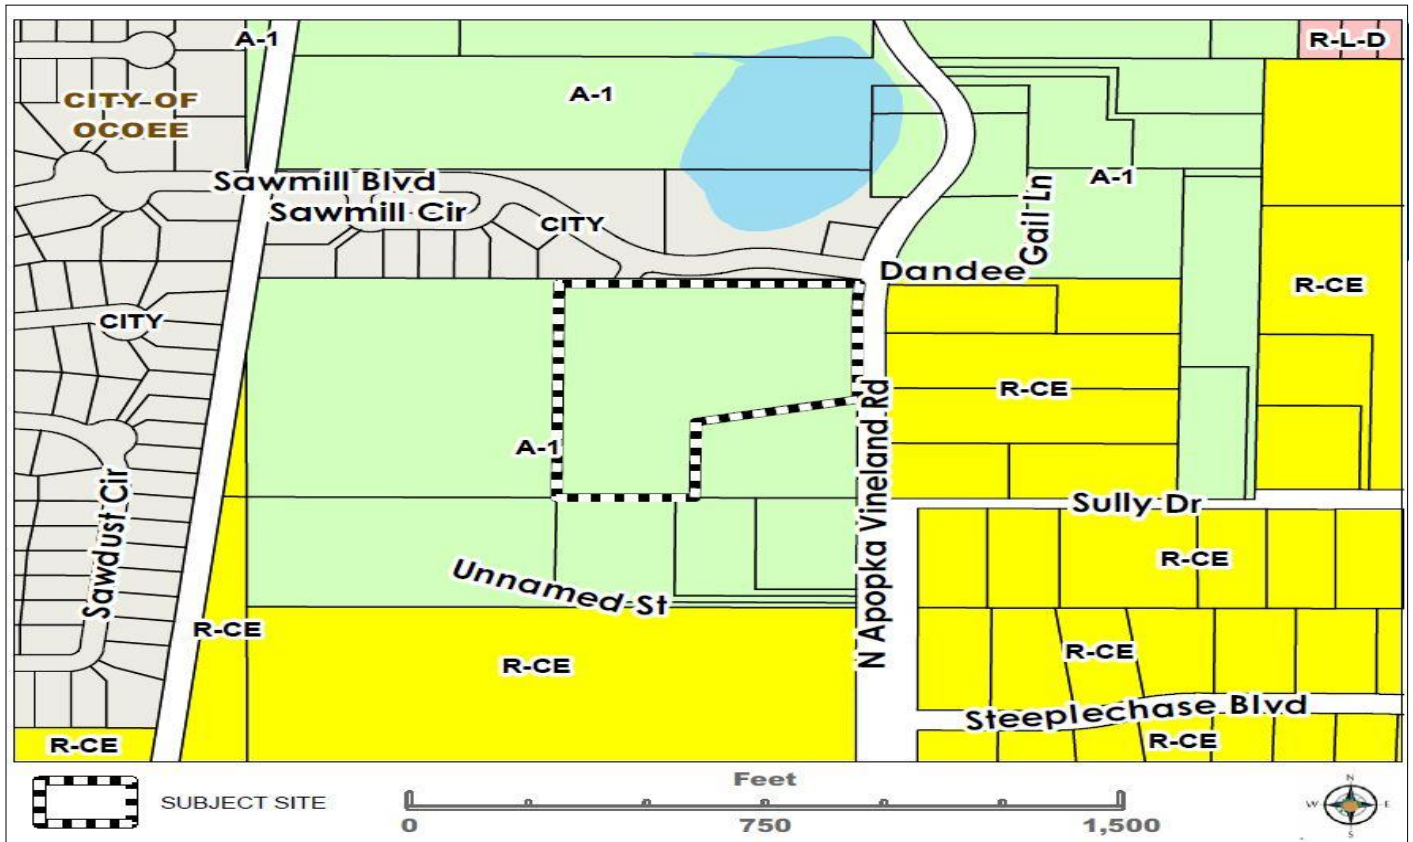 A-1
R-L-D
CITY OF
OCOEE
A-1
Sawmill Blvd
A-1
Sawmill Cir
CITY
Gail Ln
Dandee
R-CE
CITY
R-CE
A-1
N Apopka Vineland Rd
Sully Dr
Sawdust Cir
Unnamed St
R-CE
R-CE
R-CE
R-CE
Steeplechase Blvd
R-CE
R-CE
SUBJECT SITE
Feet
0 750 1,500
N
W E
S